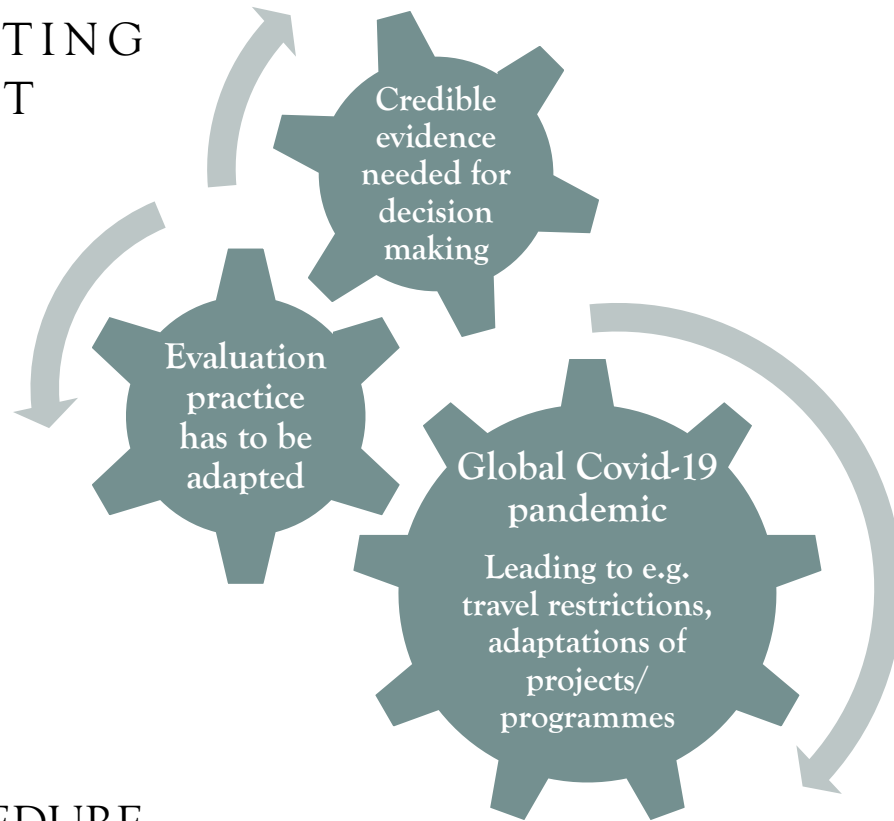 TING
T
Credible
evidence
needed for
decision
making
Evaluation
practice
has to be
adapted
Global Covid-19
pandemic
Leading to e.g.
travel restrictions,
adaptations of
projects/
programmes
EDURE